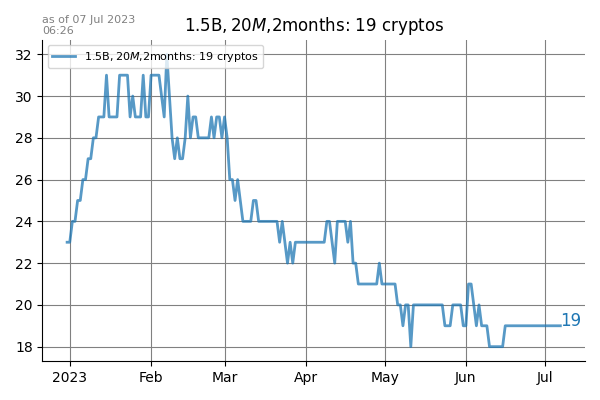 as of 07 Jul 2023
06:26
1.5B, 20M,2months: 19 cryptos
1.5B, 20M,2months: 19 cryptos
32
30
28
26
24
22
20
18
19
2023 Feb Mar Apr May Jun Jul